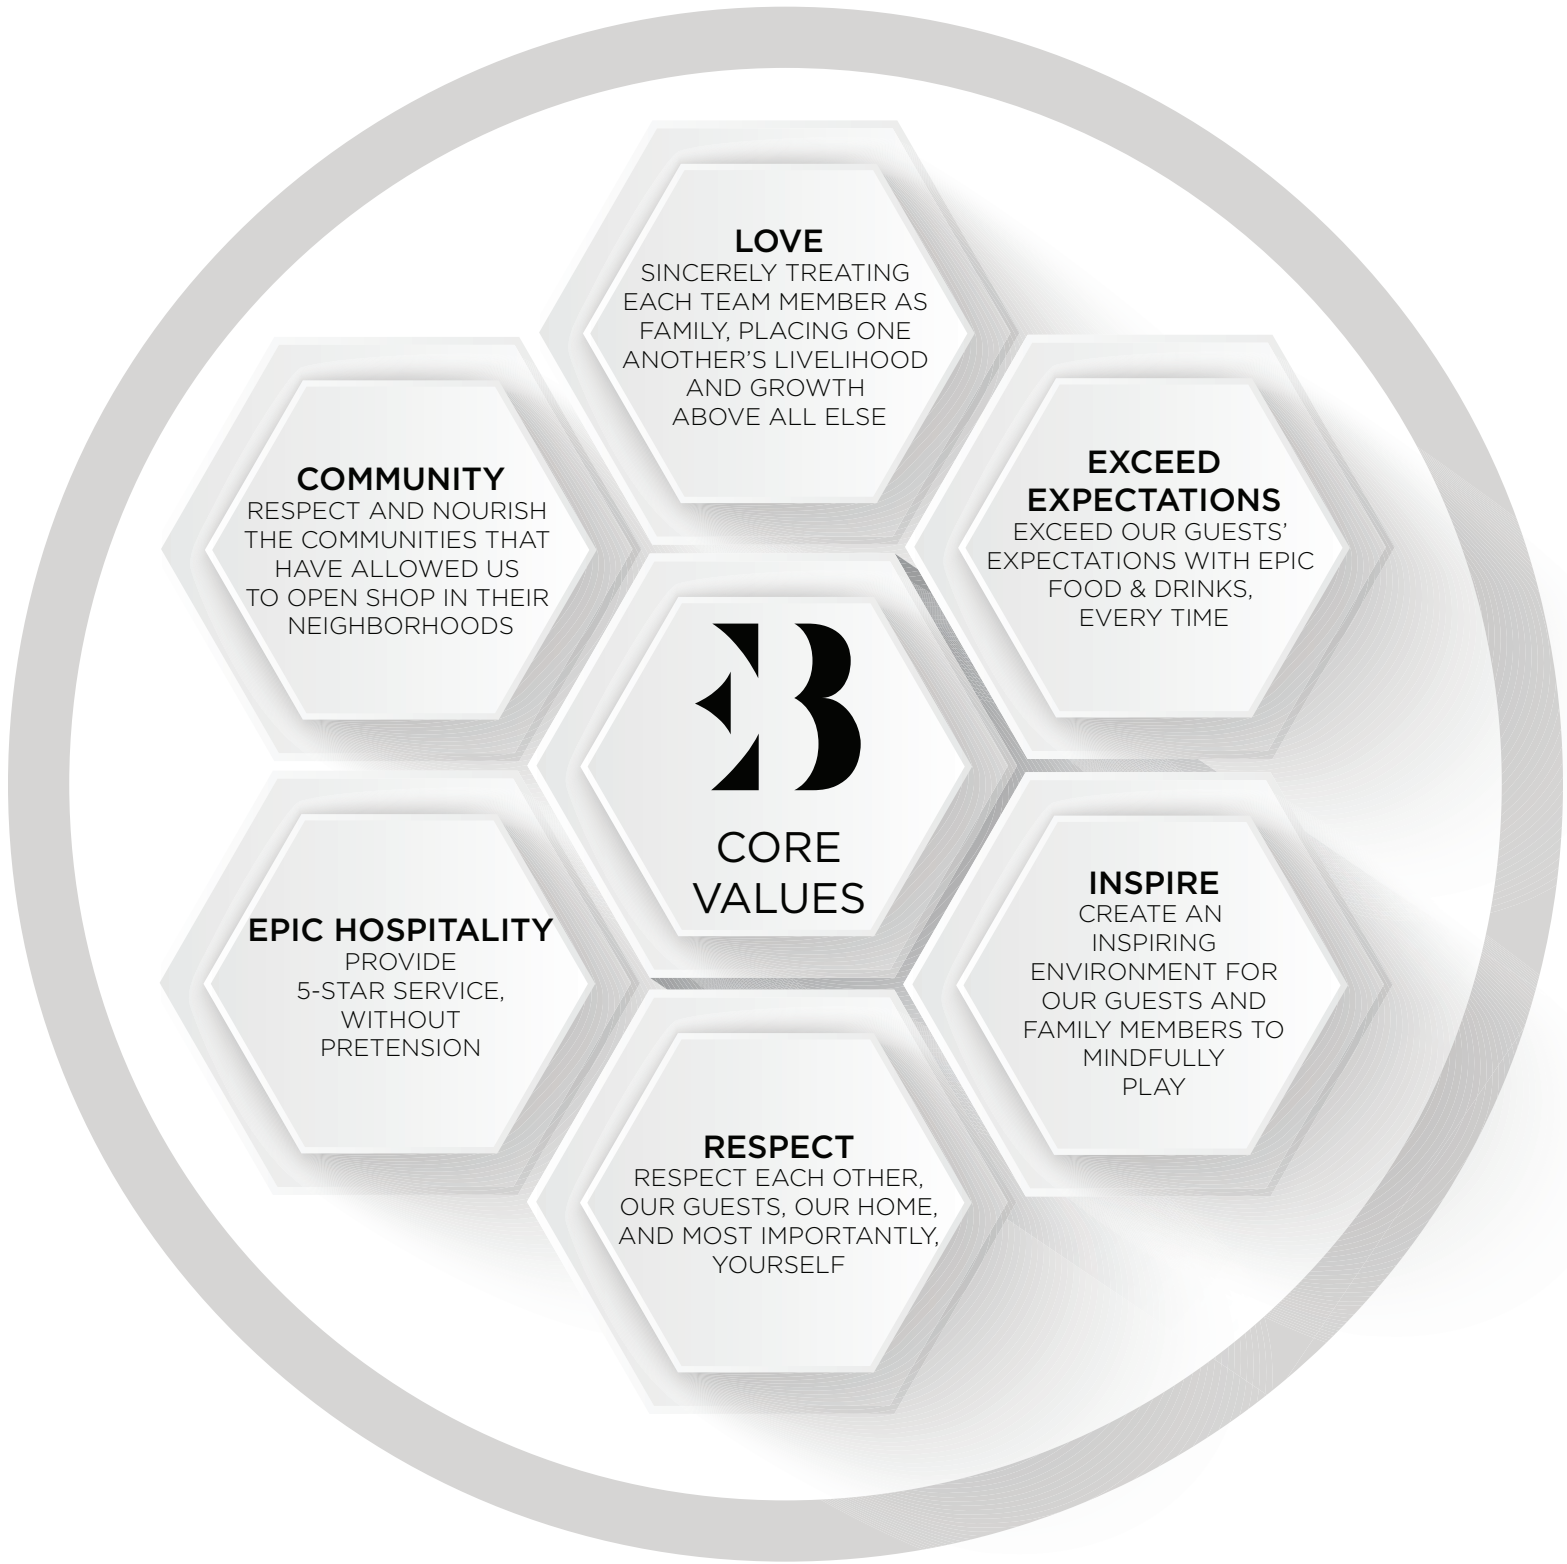 LOVE
SINCERELY TREATING
EACH TEAM MEMBER AS
FAMILY, PLACING ONE
ANOTHER'S LIVELIHOOD
AND GROWTH
ABOVE ALL ELSE
COMMUNITY
RESPECT AND NOURISH
THE COMMUNITIES THAT
HAVE ALLOWED US
TO OPEN SHOP IN THEIR
NEIGHBORHOODS
EXCEED
EXPECTATIONS
EXCEED OUR GUESTS'
EXPECTATIONS WITH EPIC
FOOD & DRINKS,
EVERY TIME
EB
CORE
VALUES
EPIC HOSPITALITY
PROVIDE
5-STAR SERVICE,
WITHOUT
PRETENSION
INSPIRE
CREATE AN
INSPIRING
ENVIRONMENT FOR
OUR GUESTS AND
FAMILY MEMBERS TO
MINDFULLY
PLAY
RESPECT
RESPECT EACH OTHER,
OUR GUESTS, OUR HOME,
AND MOST IMPORTANTLY,
YOURSELF